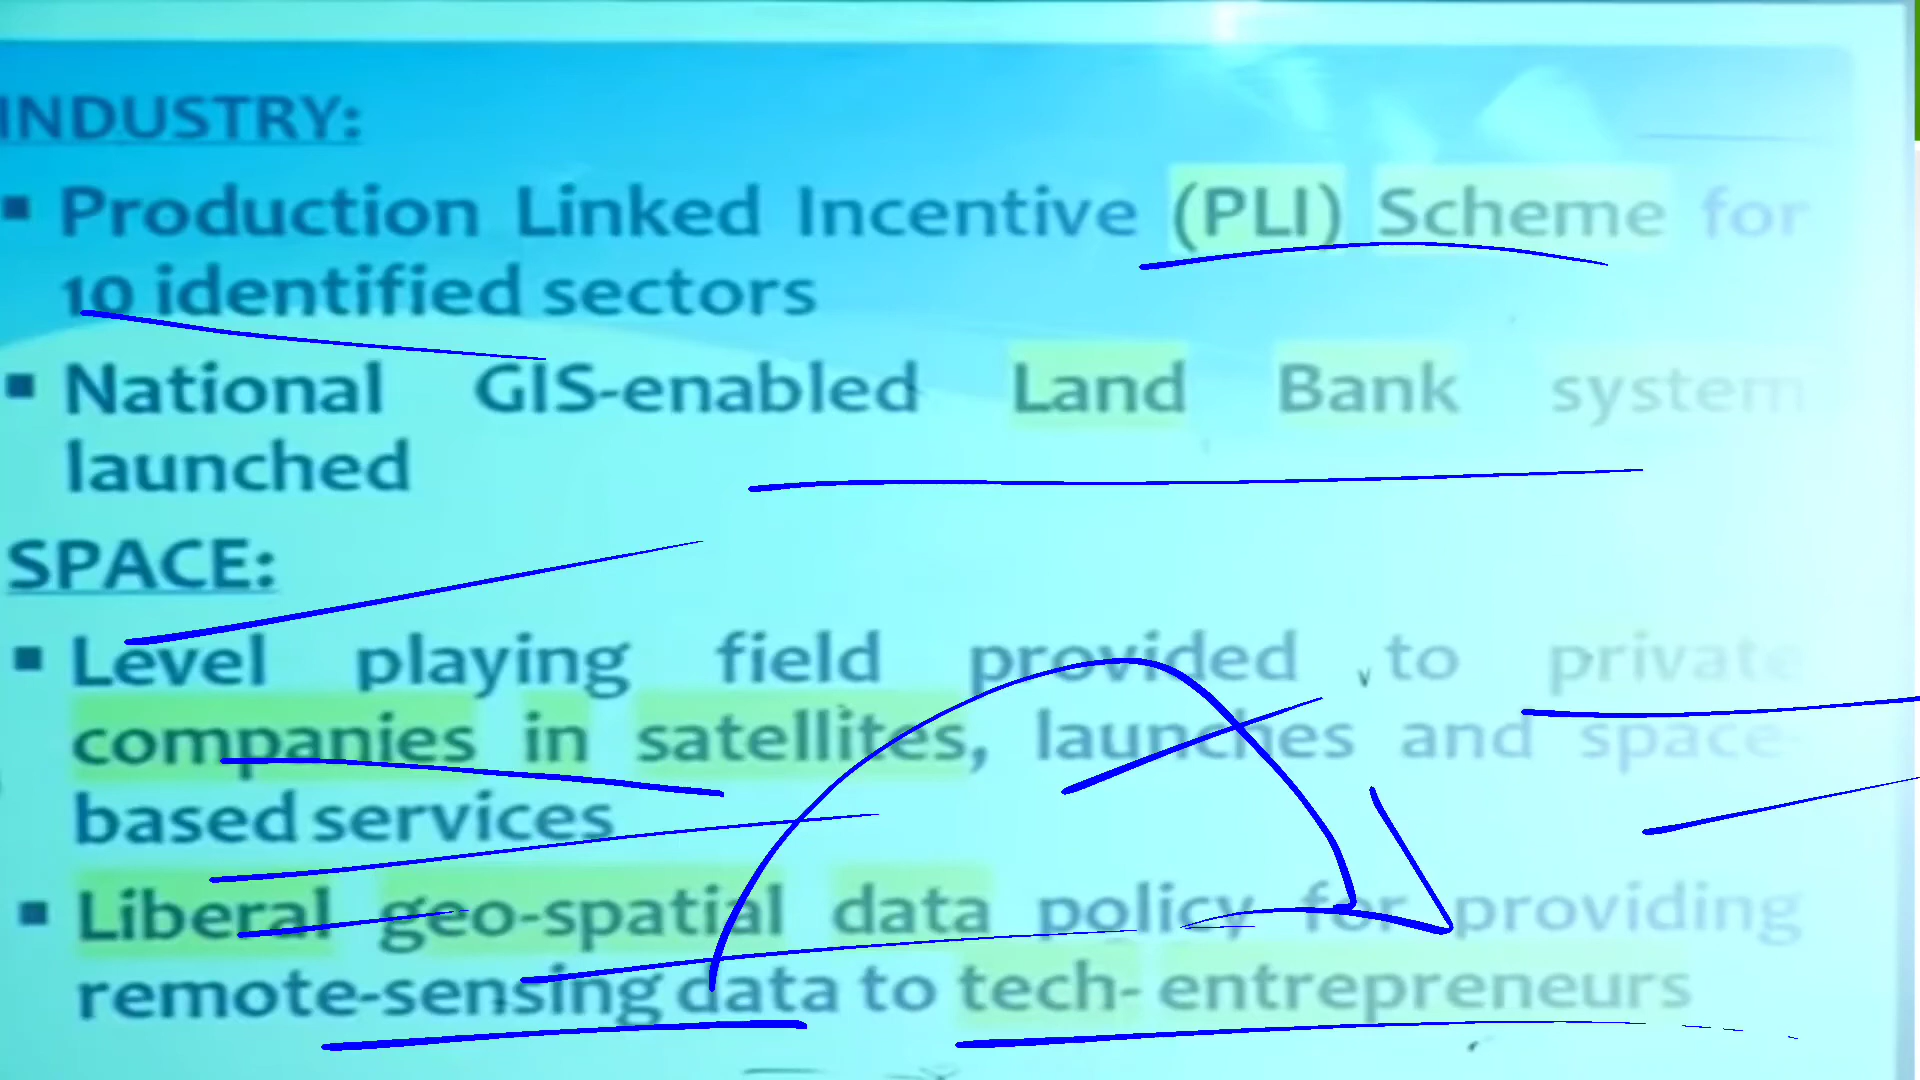 INDUSTRY:
▪ Production Linked Incentive (PLI) Scheme for
10 identified sectors
▪ National GIS-enabled Land Bank system
launched
SPACE:
▪ Level playing field provided to private
companies in satellites, launches and space-
based services
▪ Liberal geo-spatial data policy for providing
remote-sensing data to tech- entrepreneurs